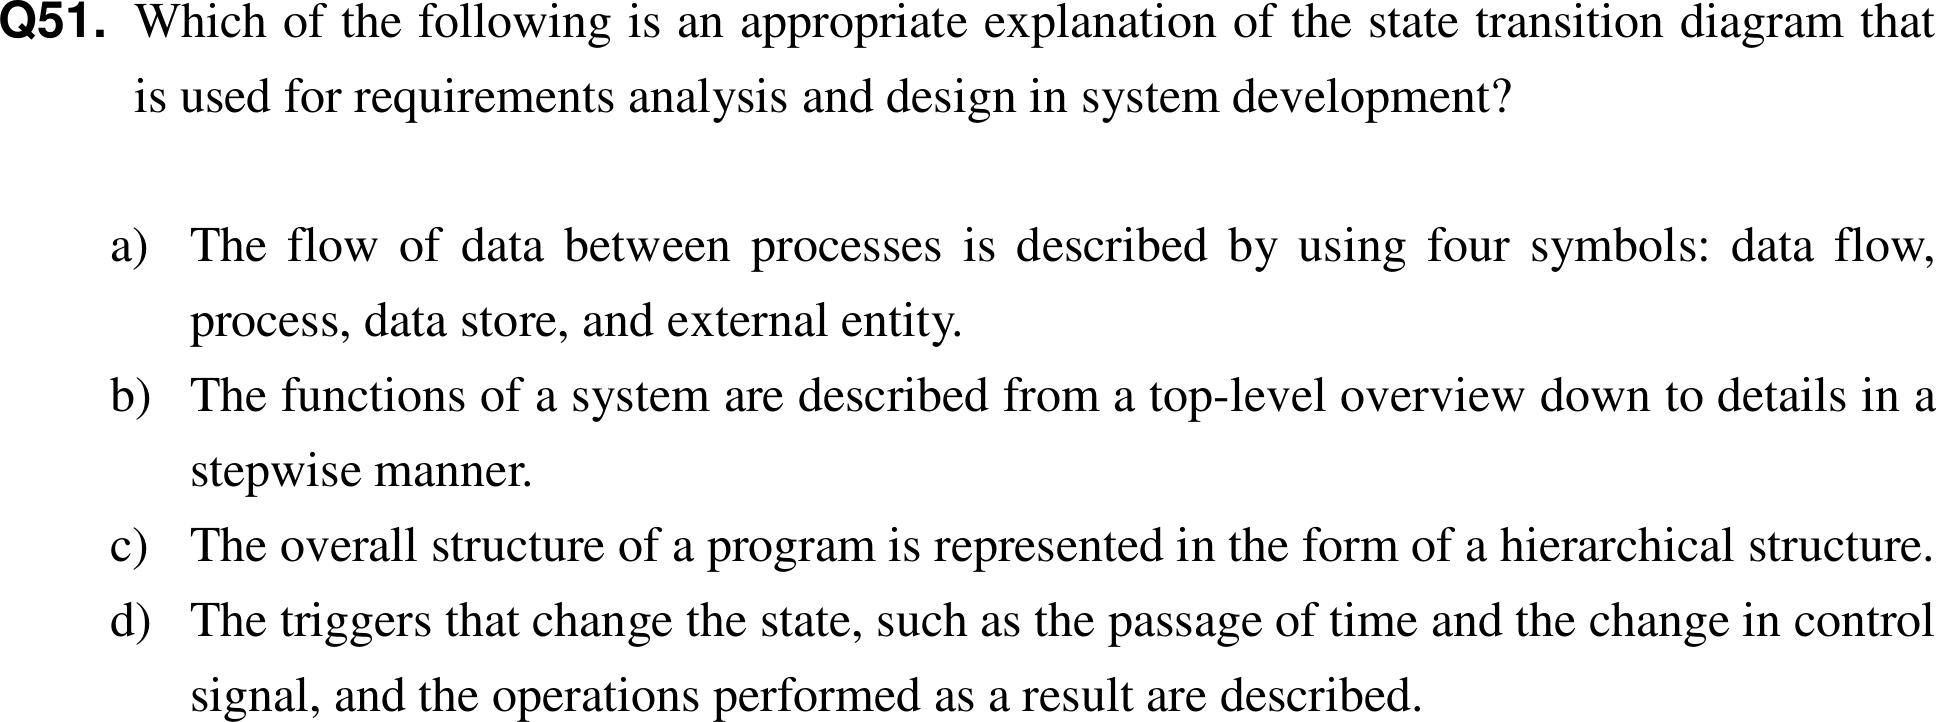 Q51. Which of the following is an appropriate explanation of the state transition diagram that
is used for requirements analysis and design in system development?
a) The flow of data between processes is described by using four symbols: data flow,
process, data store, and external entity.
b) The functions of a system are described from a top-level overview down to details in a
stepwise manner.
c) The overall structure of a program is represented in the form of a hierarchical structure.
d) The triggers that change the state, such as the passage of time and the change in control
signal, and the operations performed as a result are described.